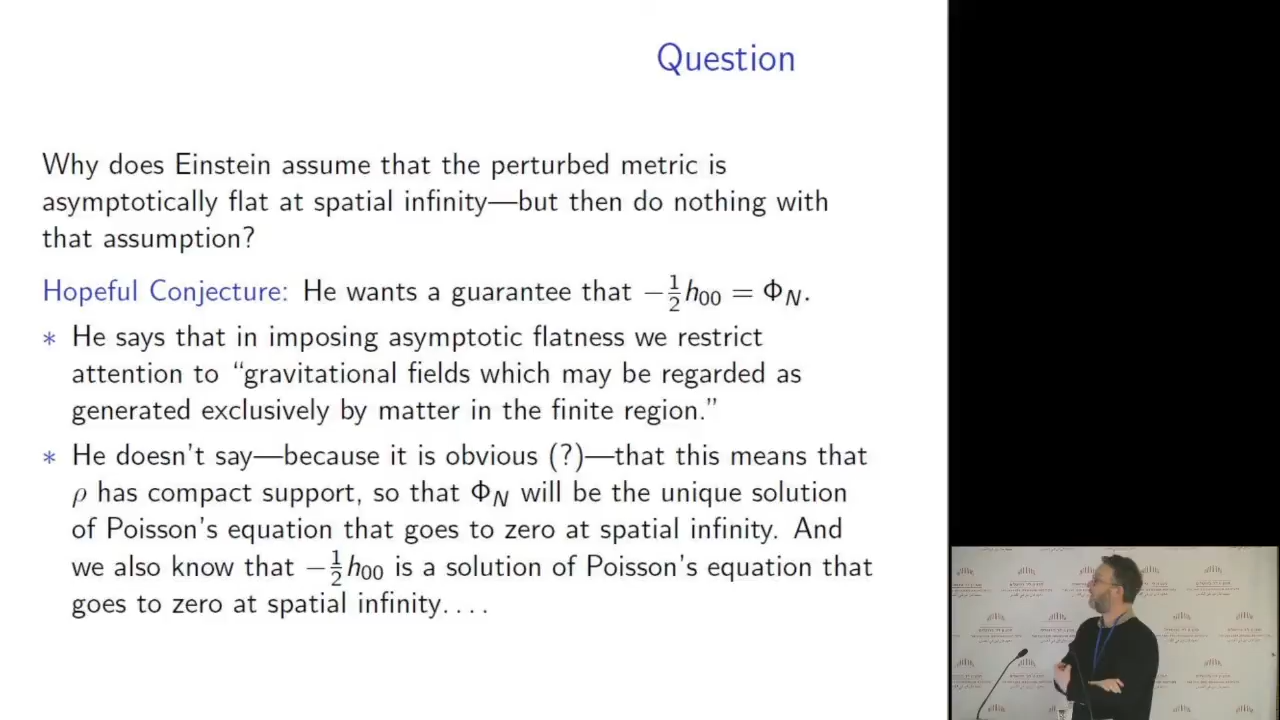 Question
Why does Einstein assume that the perturbed metric is
asymptotically flat at spatial infinity—but then do nothing with
that assumption?
Hopeful Conjecture: He wants a guarantee that −½h₀₀ = Φ_N.
* He says that in imposing asymptotic flatness we restrict
attention to “gravitational fields which may be regarded as
generated exclusively by matter in the finite region.”
* He doesn't say—because it is obvious (?)—that this means that
ρ has compact support, so that Φ_N will be the unique solution
of Poisson's equation that goes to zero at spatial infinity. And
we also know that −½h₀₀ is a solution of Poisson's equation that
goes to zero at spatial infinity. . . .